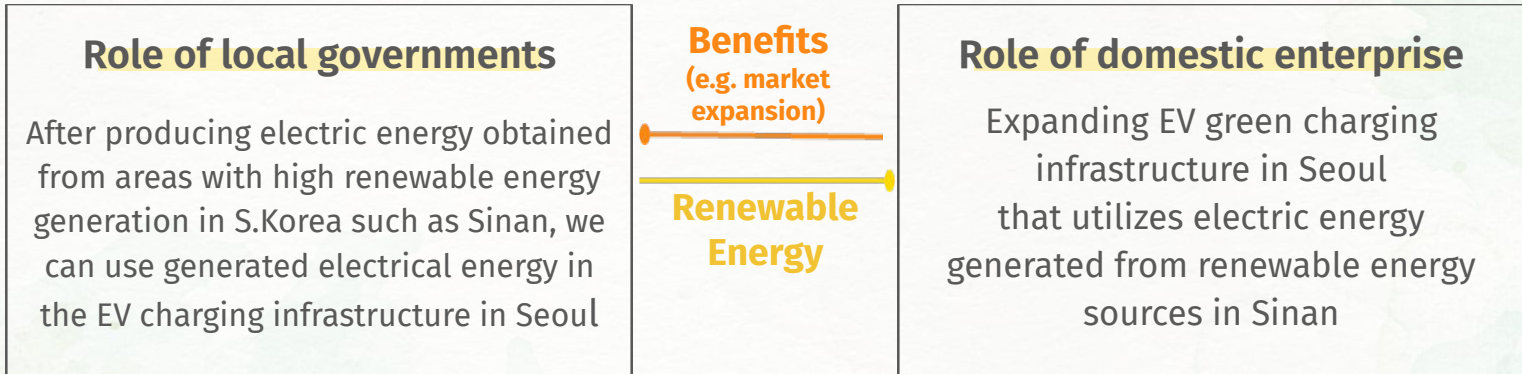 Role of local governments
After producing electric energy obtained
from areas with high renewable energy
generation in S.Korea such as Sinan, we
can use generated electrical energy in
the EV charging infrastructure in Seoul
Benefits
(e.g. market
expansion)
Renewable
Energy
Role of domestic enterprise
Expanding EV green charging
infrastructure in Seoul
that utilizes electric energy
generated from renewable energy
sources in Sinan